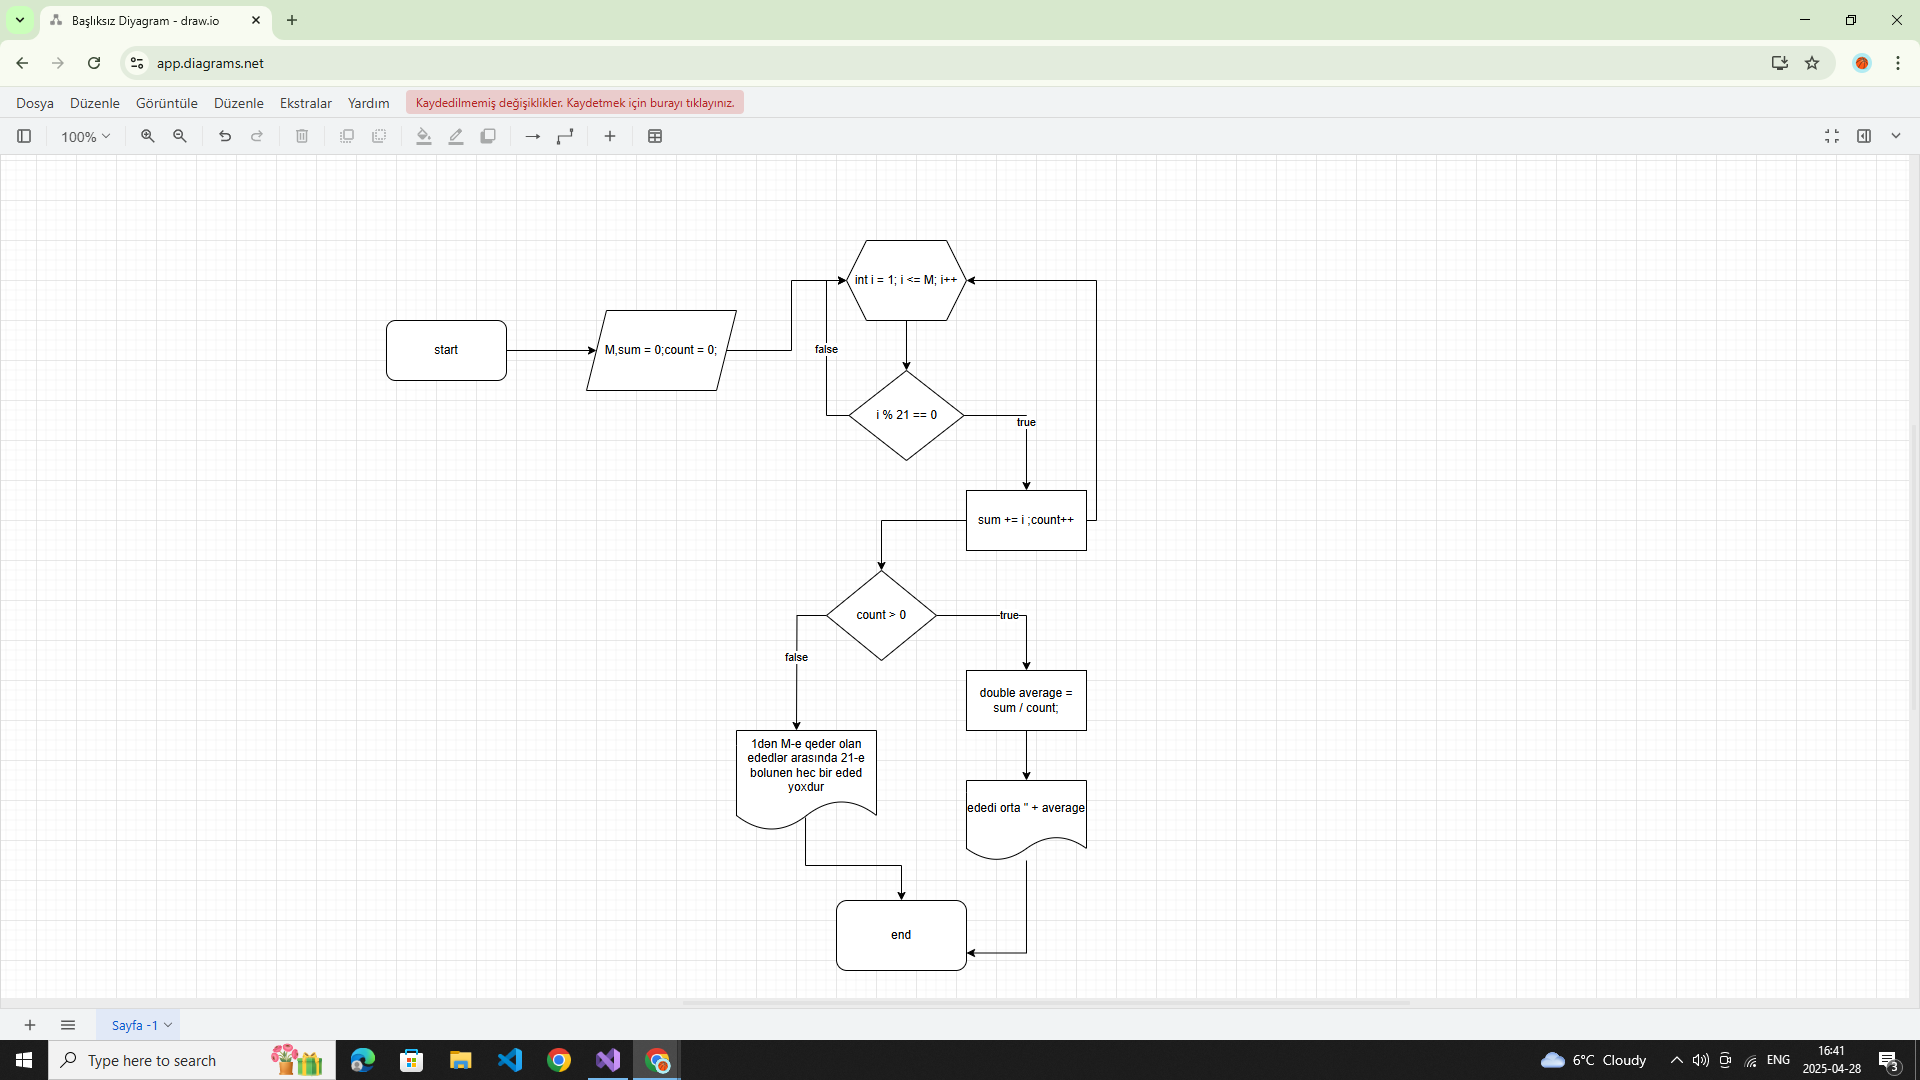 Başlıksız Diyagram - draw.io
app.diagrams.net
Dosya Düzenle Görüntüle Düzenle Ekstralar Yardım Kaydedilmemiş değişiklikler. Kaydetmek için burayı tıklayınız.
100%
int i = 1; i <= M; i++
start
M,sum = 0;count = 0;
false
i % 21 == 0
true
sum += i ;count++
count > 0
true
false
double average =
sum / count;
1dən M-e qeder olan
ededlər arasında 21-e
bolunen hec bir eded
yoxdur
ededi orta " + average
end
Sayfa -1
Type here to search
6°C Cloudy
ENG
16:41
2025-04-28
3